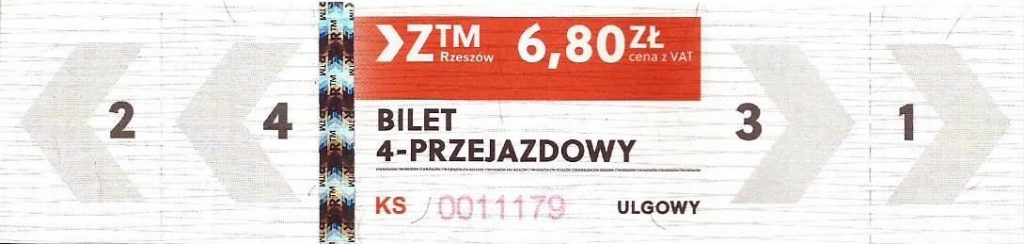 ZTM
Rzeszów
6,80 ZŁ
cena z VAT
2
4
BILET
4-PRZEJAZDOWY
3
1
KS 0011179
ULGOWY